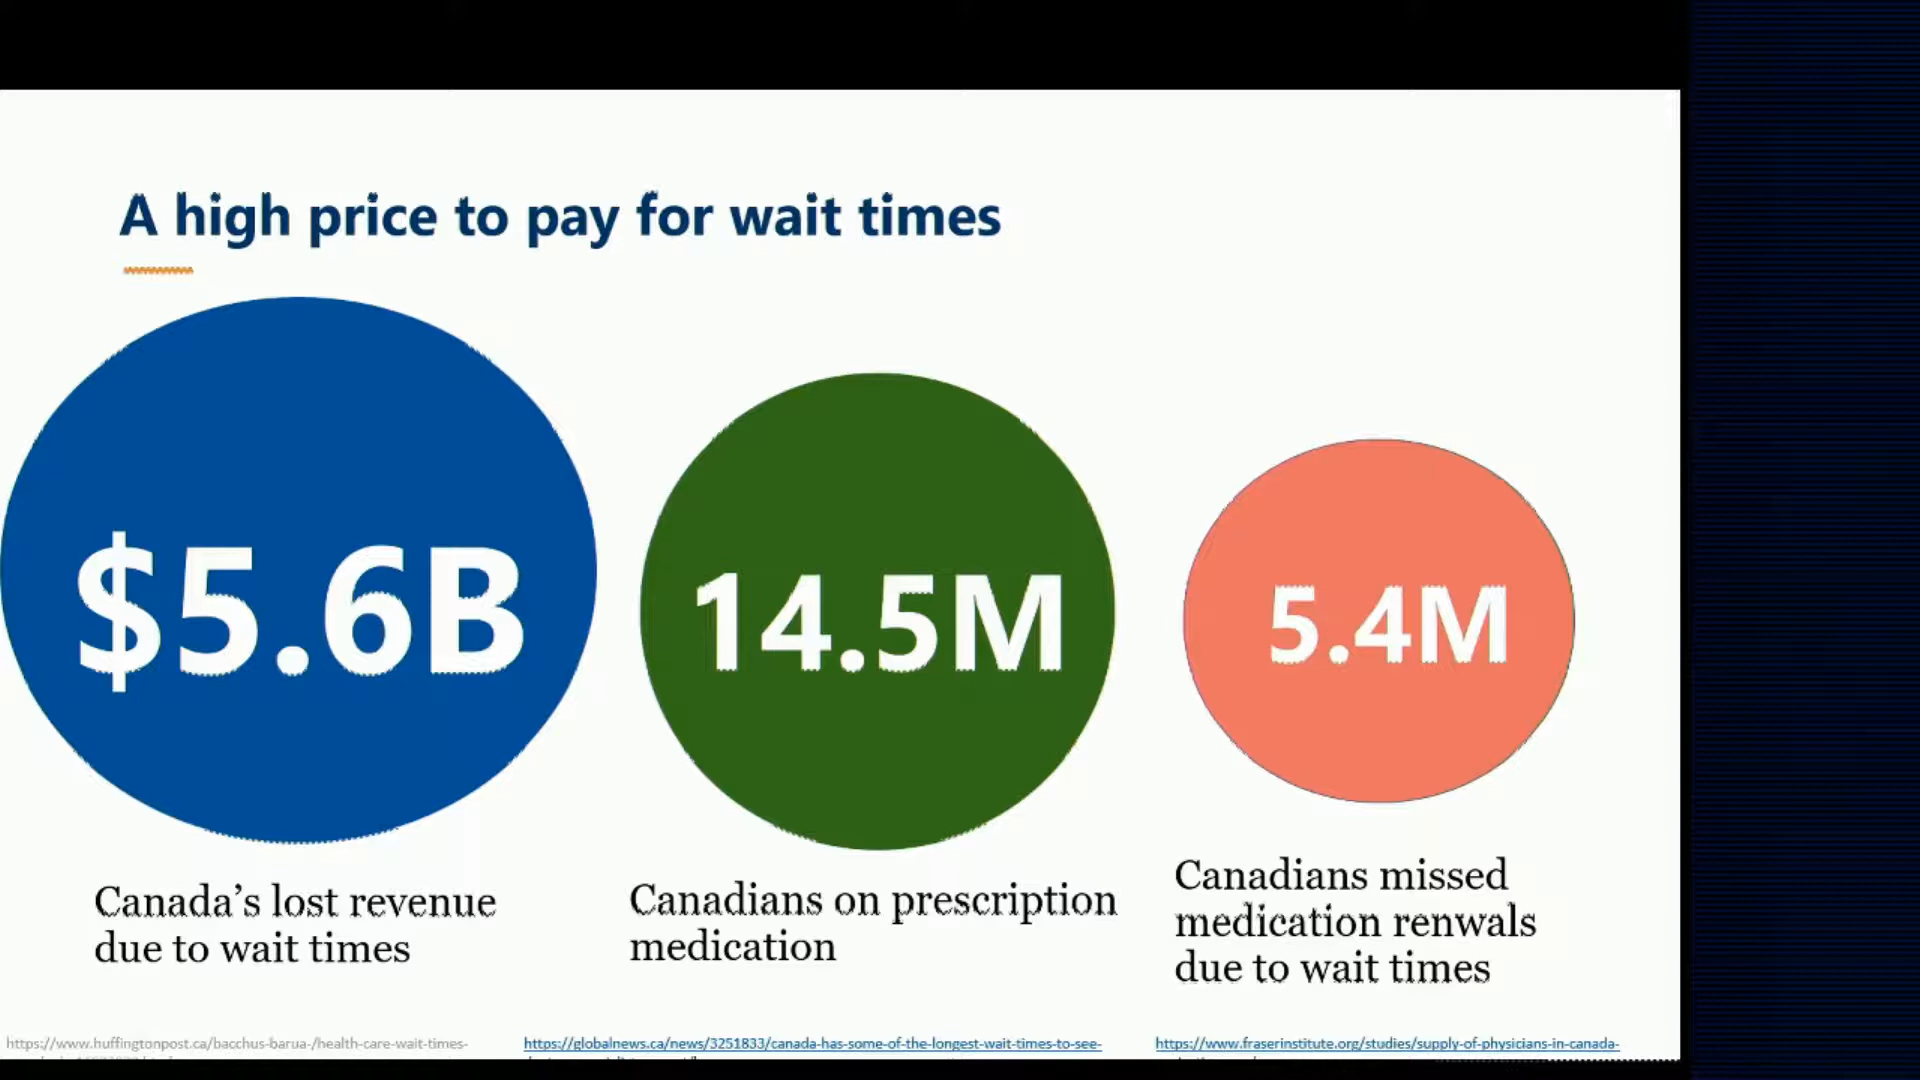 A high price to pay for wait times
$5.6B
14.5M
5.4M
Canada’s lost revenue
due to wait times
Canadians on prescription
medication
Canadians missed
medication renwals
due to wait times
https://www.huffingtonpost.ca/bacchus-barua-/health-care-wait-times-
https://globalnews.ca/news/3251833/canada-has-some-of-the-longest-wait-times-to-see-
https://www.fraserinstitute.org/studies/supply-of-physicians-in-canada-